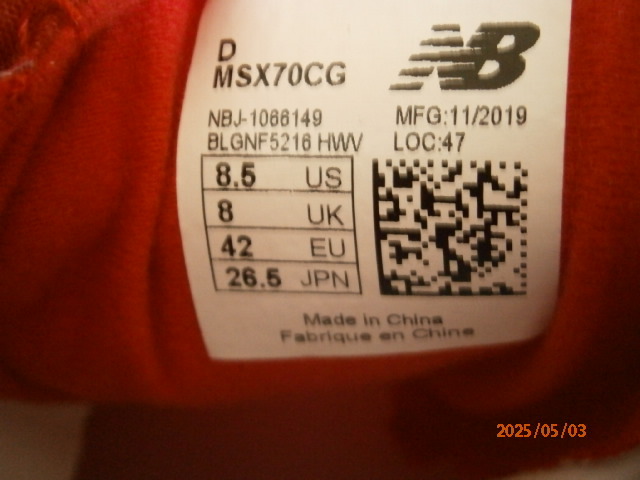 D
MSX70CG
NB
NBJ-1066149
MFG:11/2019
BLGNF5216 HWV
LOC:47
8.5 US
8 UK
42 EU
26.5 JPN
Made in China
Fabrique en Chine
2025/05/03